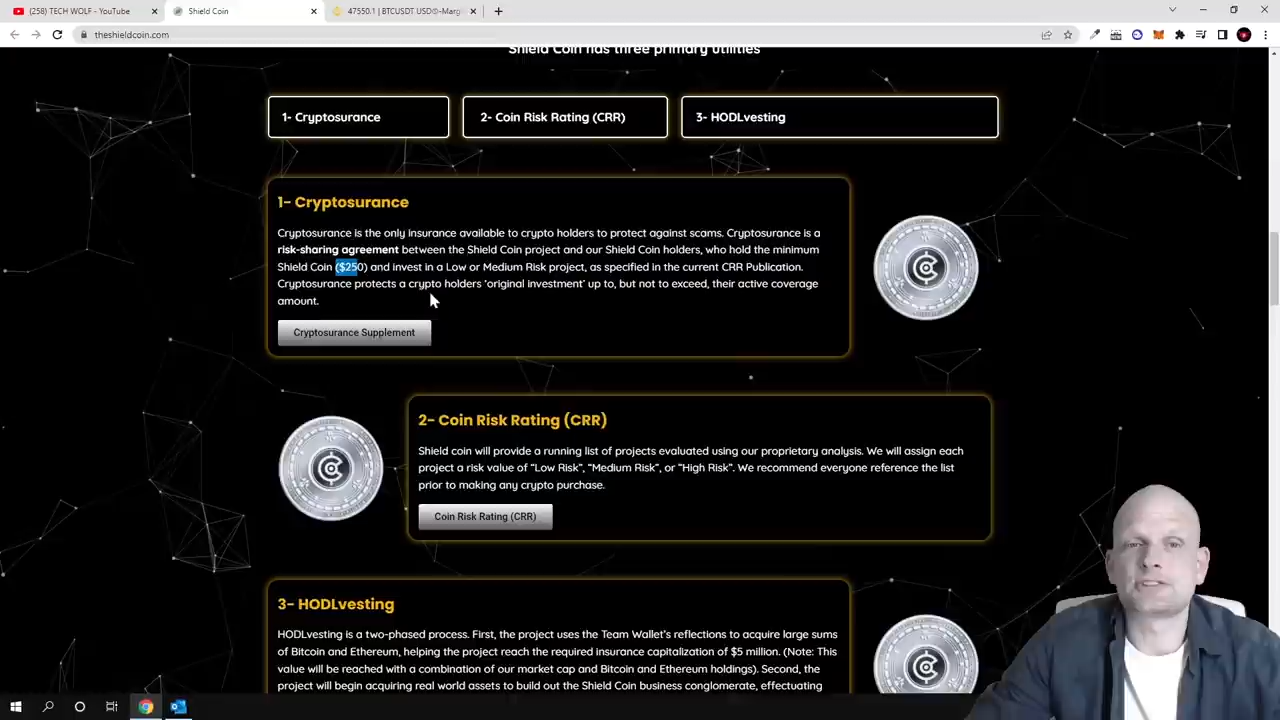 (258) TECH WOLF - YouTube
Shield Coin
47550.1 | BTCUSDT USDⓈ-Marg
theshieldcoin.com
Shield Coin has three primary utilities
1- Cryptosurance
2- Coin Risk Rating (CRR)
3- HODLvesting
1- Cryptosurance
Cryptosurance is the only insurance available to crypto holders to protect against scams. Cryptosurance is a
risk-sharing agreement between the Shield Coin project and our Shield Coin holders, who hold the minimum
Shield Coin ($250) and invest in a Low or Medium Risk project, as specified in the current CRR Publication.
Cryptosurance protects a crypto holders ‘original investment’ up to, but not to exceed, their active coverage
amount.
Cryptosurance Supplement
2- Coin Risk Rating (CRR)
Shield coin will provide a running list of projects evaluated using our proprietary analysis. We will assign each
project a risk value of “Low Risk”, “Medium Risk”, or “High Risk”. We recommend everyone reference the list
prior to making any crypto purchase.
Coin Risk Rating (CRR)
3- HODLvesting
HODLvesting is a two-phased process. First, the project uses the Team Wallet’s reflections to acquire large sums
of Bitcoin and Ethereum, helping the project reach the required insurance capitalization of $5 million. (Note: This
value will be reached with a combination of our market cap and Bitcoin and Ethereum holdings). Second, the
project will begin acquiring real world assets to build out the Shield Coin business conglomerate, effectuating